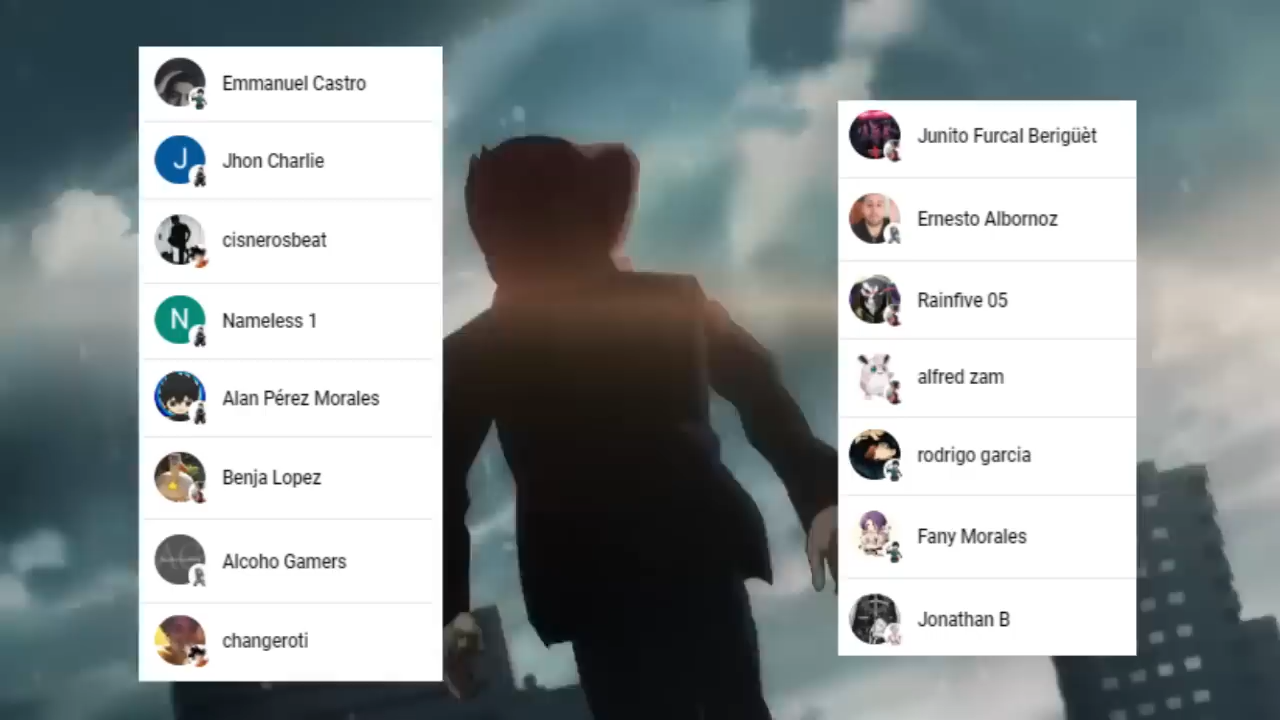 Emmanuel Castro
J
Jhon Charlie
cisnerosbeat
N
Nameless 1
Alan Pérez Morales
Benja Lopez
Alcoho Gamers
changeroti
Junito Furcal Berigüèt
Ernesto Albornoz
Rainfive 05
alfred zam
rodrigo garcia
Fany Morales
Jonathan B